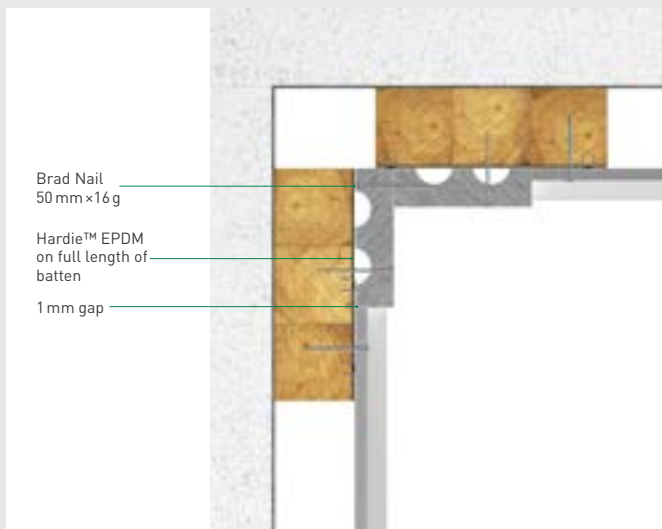 Brad Nail
50 mm×16 g
Hardie™ EPDM
on full length of
batten
1 mm gap